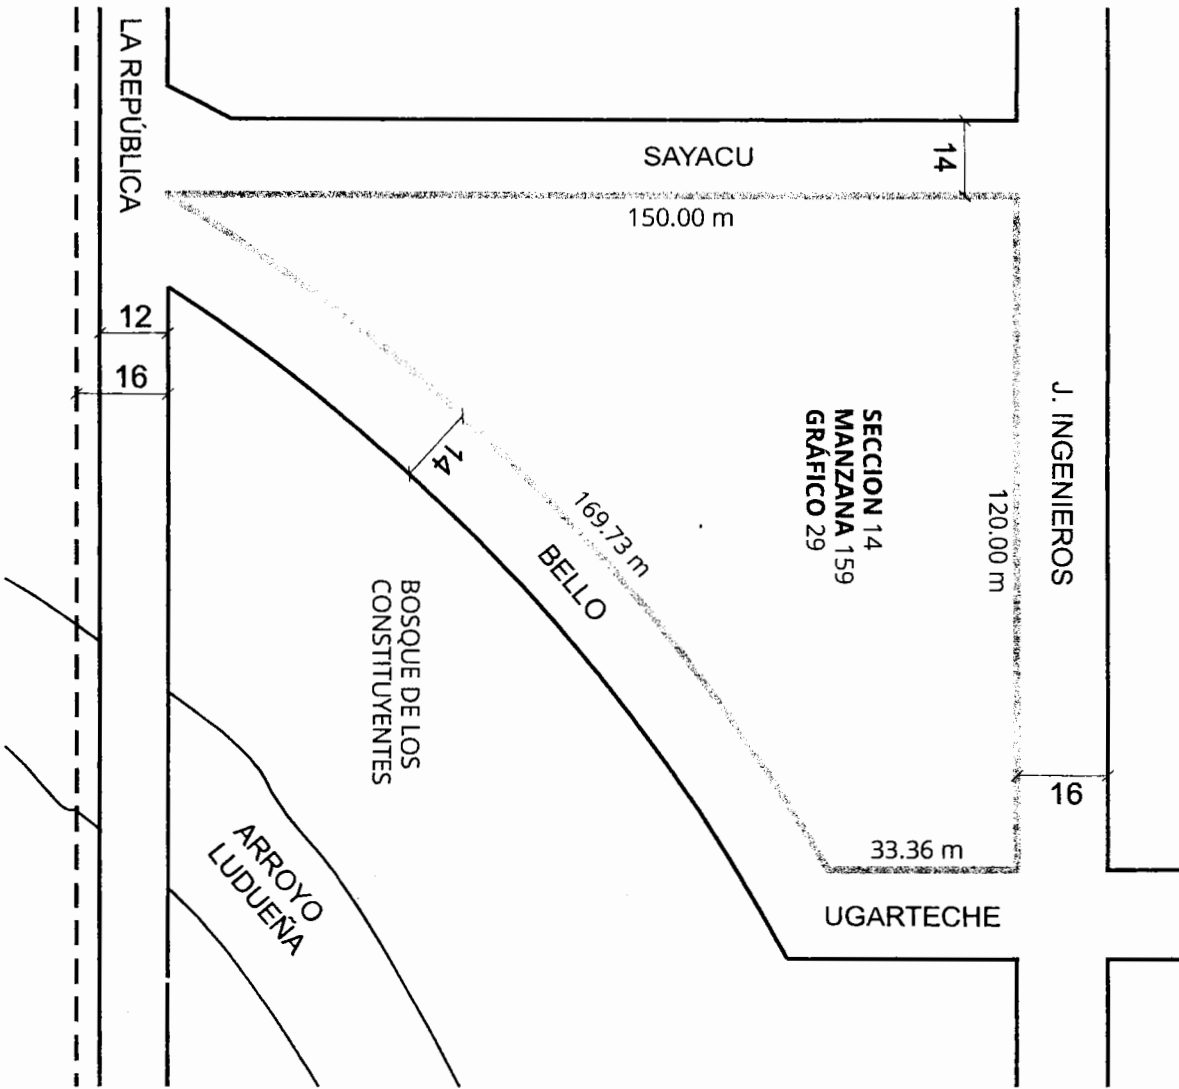 LA REPÚBLICA
SAYACU
14
150.00 m
12
16
14
169.73 m
BELLO
SECCION 14
MANZANA 159
GRÁFICO 29
120.00 m
J. INGENIEROS
BOSQUE DE LOS
CONSTITUYENTES
16
33.36 m
UGARTECHE
ARROYO
LUDUEÑA